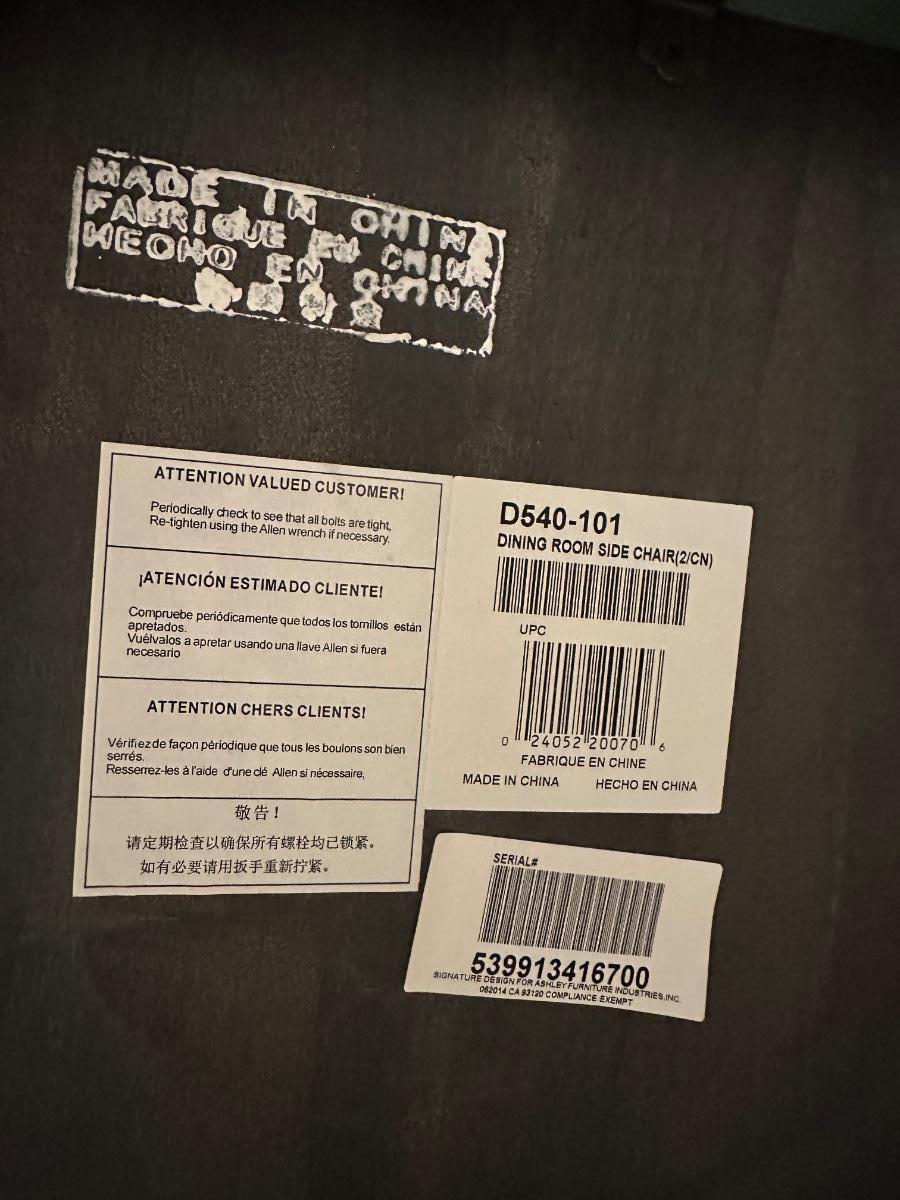 MADE IN CHINA
FABRIQUE EN CHINE
HECHO EN CHINA
ATTENTION VALUED CUSTOMER!
Periodically check to see that all bolts are tight,
Re-tighten using the Allen wrench if necessary.
¡ATENCIÓN ESTIMADO CLIENTE!
Compruebe periódicamente que todos los tornillos están
apretados.
Vuélvalos a apretar usando una llave Allen si fuera
necesario
ATTENTION CHERS CLIENTS!
Vérifiez de façon périodique que tous les boulons son bien
serrés.
Resserrez-les à l'aide d'une clé Allen si nécessaire,
敬告!
请定期检查以确保所有螺栓均已锁紧。
如有必要请用扳手重新拧紧。
D540-101
DINING ROOM SIDE CHAIR(2/CN)
UPC
0 24052 20070 6
FABRIQUE EN CHINE
MADE IN CHINA HECHO EN CHINA
SERIAL#
539913416700
SIGNATURE DESIGN FOR ASHLEY FURNITURE INDUSTRIES,INC.
062014 CA 93120 COMPLIANCE EXEMPT